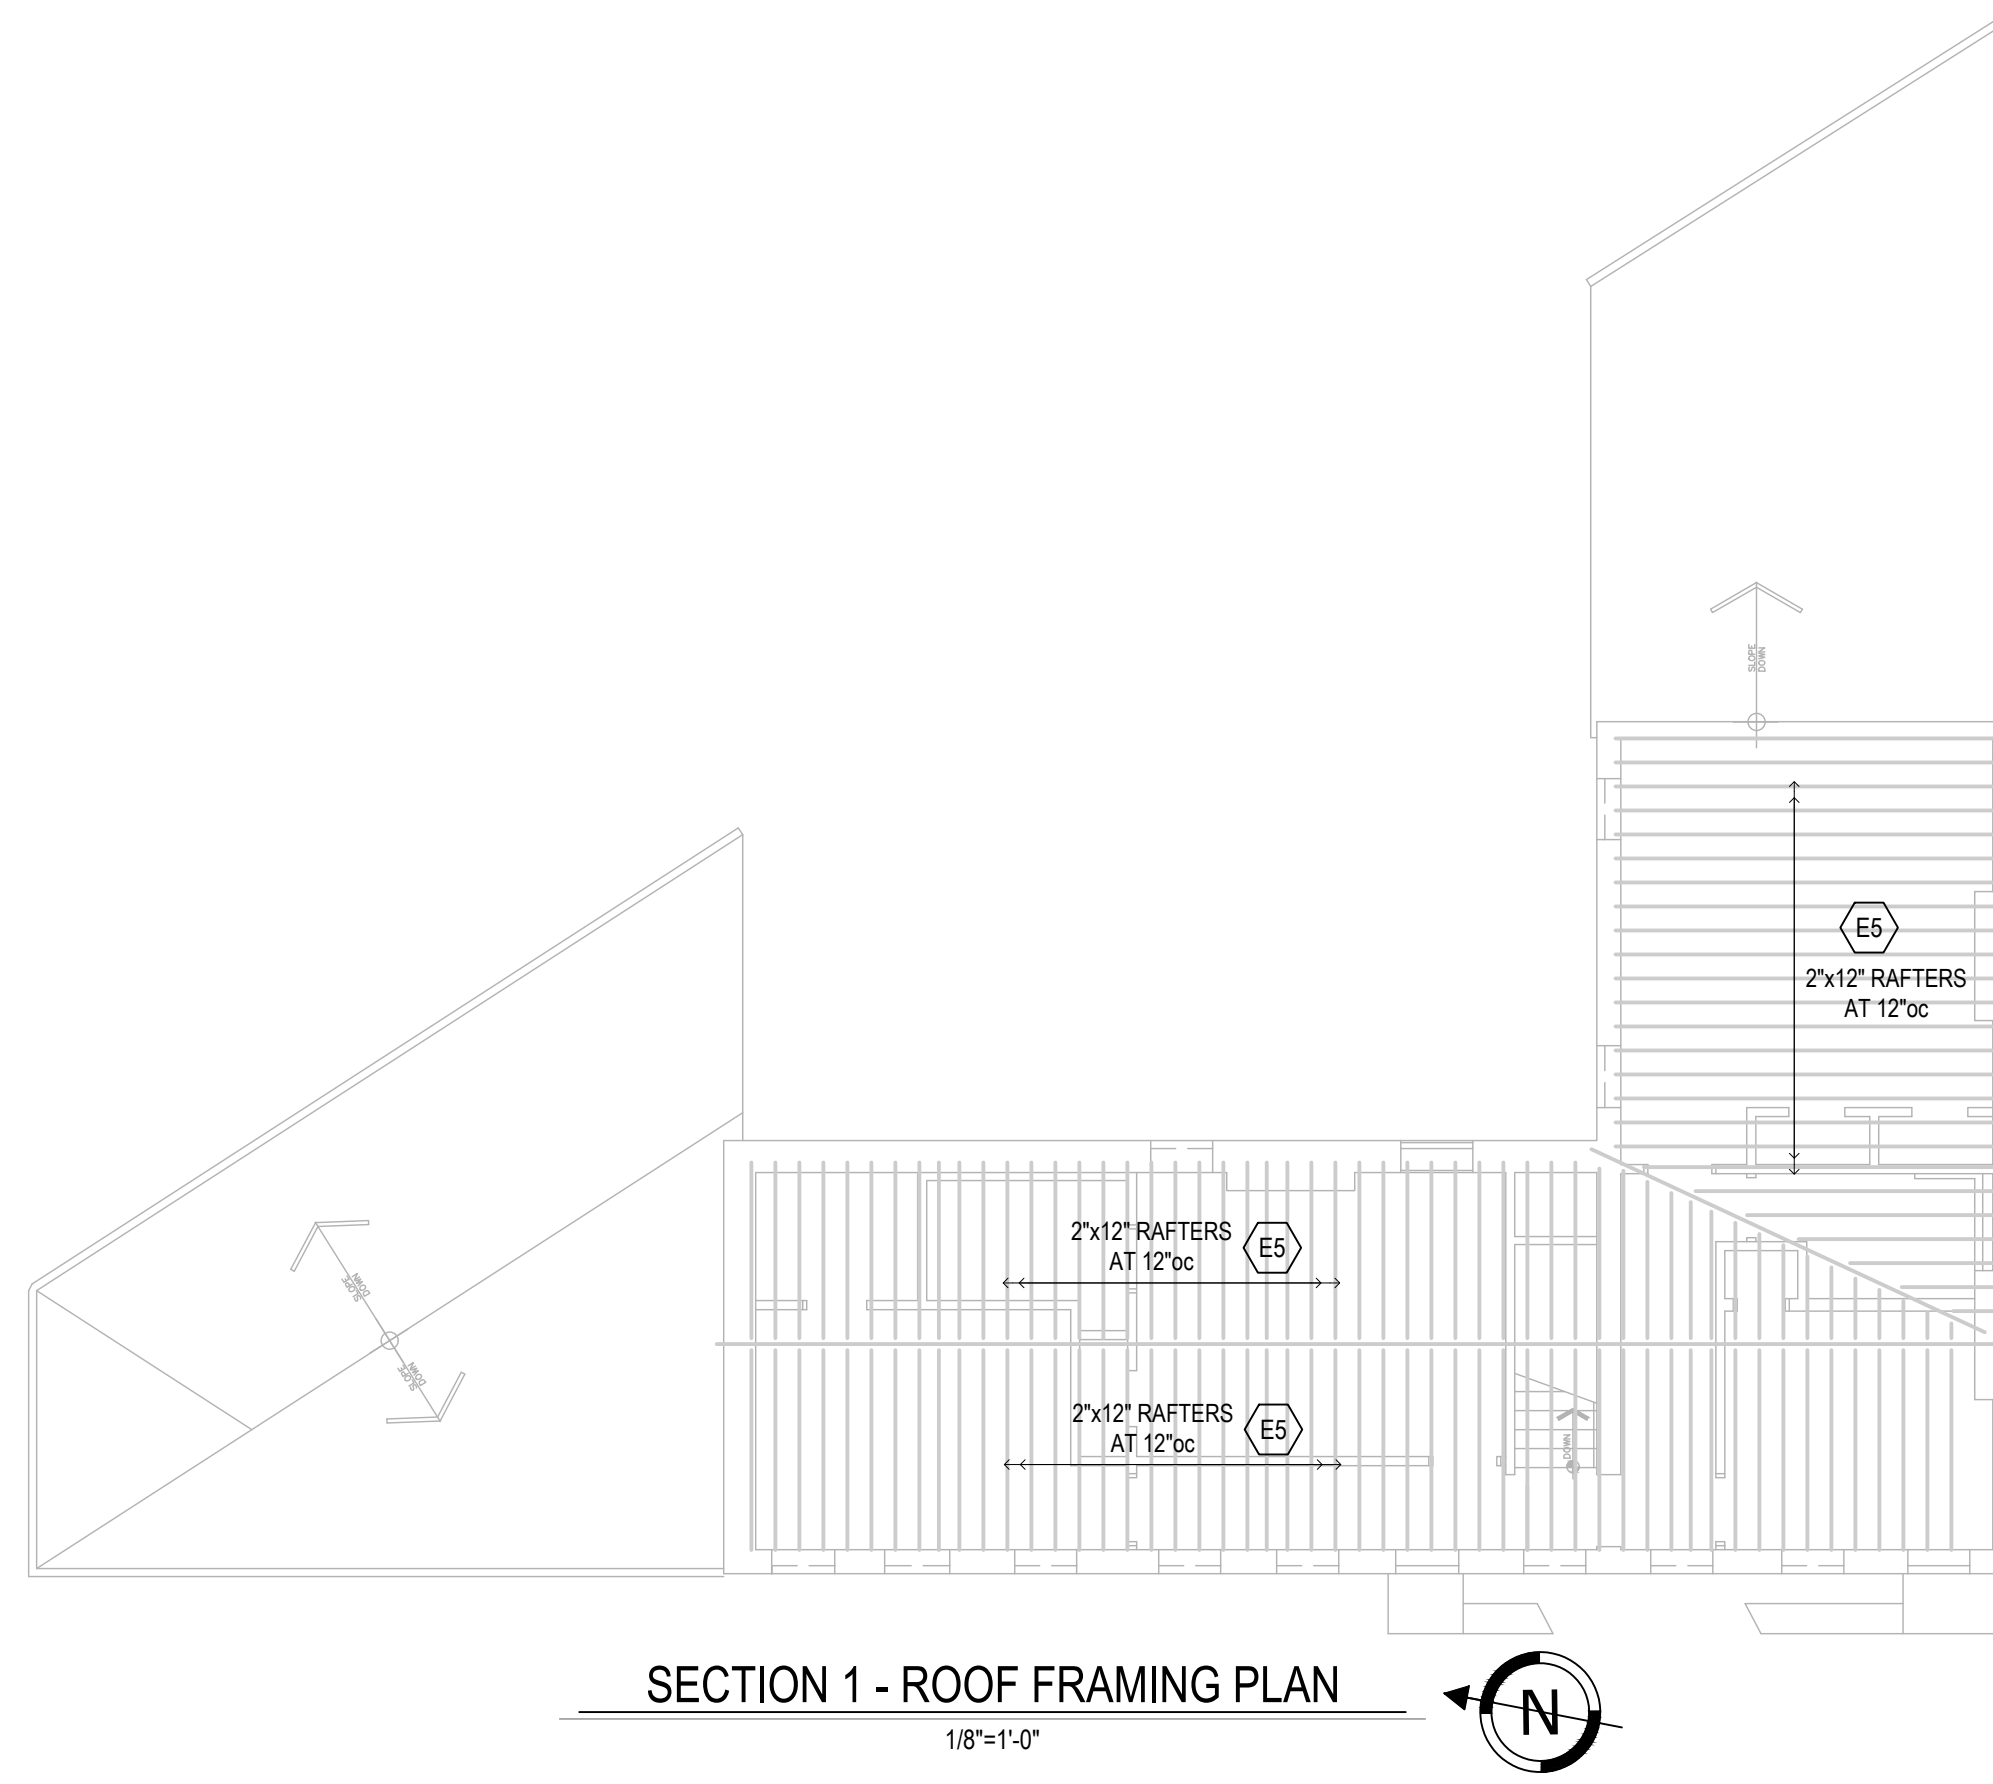 SLOPE
DOWN
E5
2"x12" RAFTERS
AT 12"oc
2"x12" RAFTERS
AT 12"oc
E5
SLOPE
DOWN
SLOPE
DOWN
2"x12" RAFTERS
AT 12"oc
E5
DOWN
SECTION 1 - ROOF FRAMING PLAN
1/8"=1'-0"
N